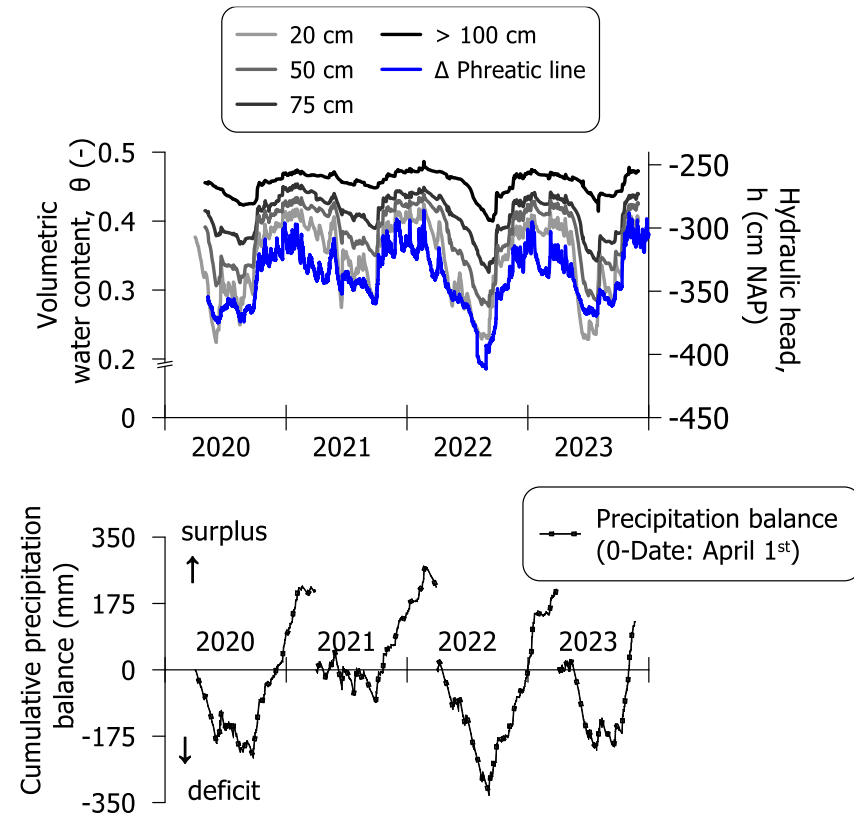 20 cm
> 100 cm
50 cm
Δ Phreatic line
75 cm
Volumetric
water content, θ (-)
0.5
0.4
0.3
0.2
0
-250
-300
-350
-400
-450
Hydraulic head,
h (cm NAP)
2020
2021
2022
2023
Precipitation balance
(0-Date: April 1st)
Cumulative precipitation
balance (mm)
350
175
0
-175
-350
surplus
deficit
2020
2021
2022
2023